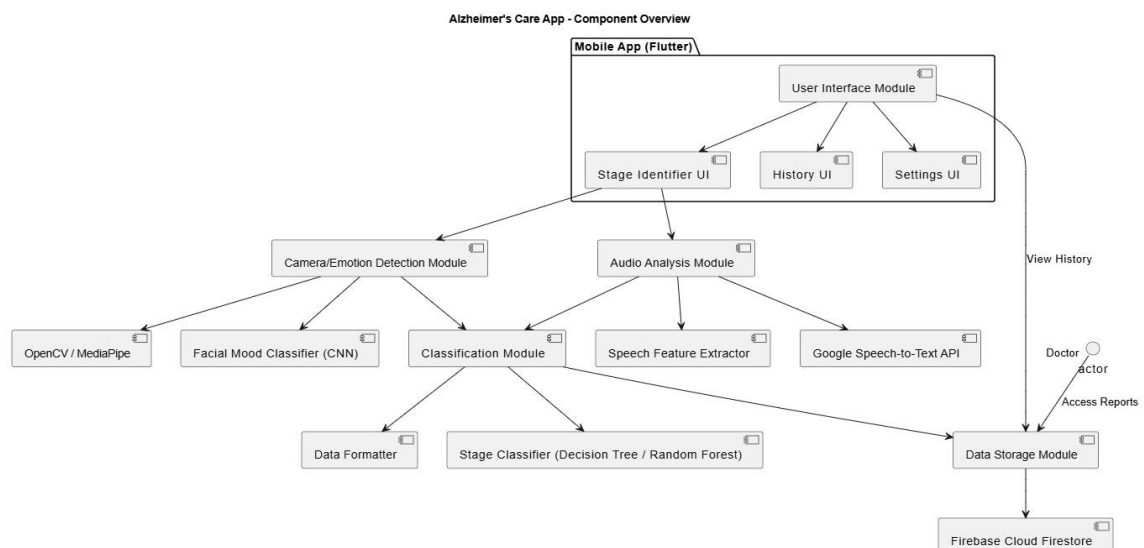 Alzheimer's Care App - Component Overview
Mobile App (Flutter)
User Interface Module
Stage Identifier UI
History UI
Settings UI
Camera/Emotion Detection Module
Audio Analysis Module
View History
OpenCV / MediaPipe
Facial Mood Classifier (CNN)
Classification Module
Speech Feature Extractor
Google Speech-to-Text API
Doctor
actor
Access Reports
Data Formatter
Stage Classifier (Decision Tree / Random Forest)
Data Storage Module
Firebase Cloud Firestore